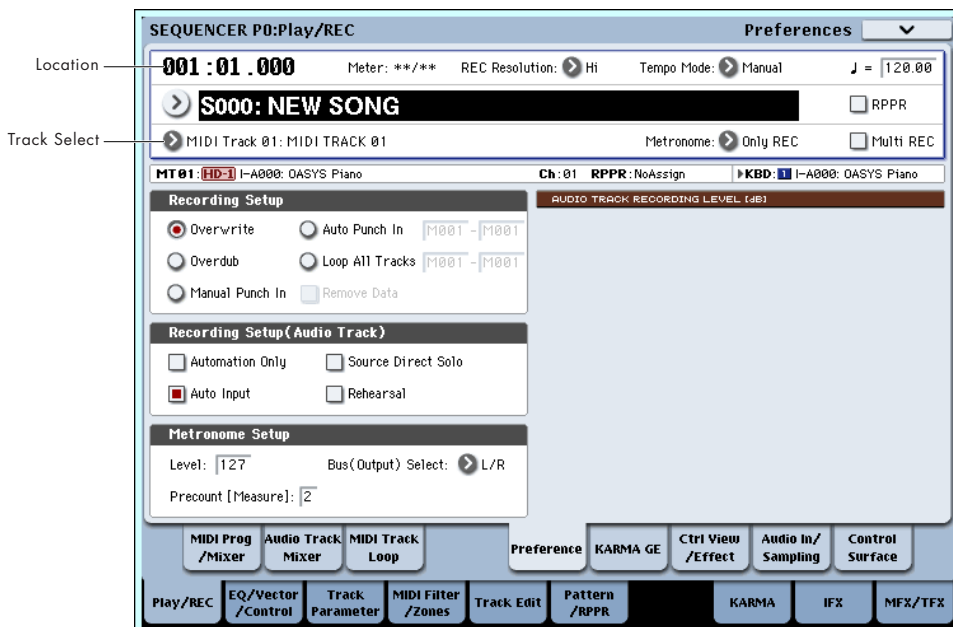 SEQUENCER P0:Play/REC Preferences
Location 001:01.000 Meter: **/** REC Resolution: Hi Tempo Mode: Manual ♩ = 120.00
S000: NEW SONG RPPR
Track Select MIDI Track 01: MIDI TRACK 01 Metronome: Only REC Multi REC
MT01: HD-1 I-A000: OASYS Piano Ch:01 RPPR:NoAssign ▶KBD: 1 I-A000: OASYS Piano
Recording Setup
Overwrite Auto Punch In M001 - M001
Overdub Loop All Tracks M001 - M001
Manual Punch In Remove Data
AUDIO TRACK RECORDING LEVEL [dB]
Recording Setup(Audio Track)
Automation Only Source Direct Solo
Auto Input Rehearsal
Metronome Setup
Level: 127 Bus(Output) Select: L/R
Precount [Measure]: 2
MIDI Prog /Mixer
Audio Track Mixer
MIDI Track Loop
Preference
KARMA GE
Ctrl View /Effect
Audio In/ Sampling
Control Surface
Play/REC
EQ/Vector /Control
Track Parameter
MIDI Filter /Zones
Track Edit
Pattern /RPPR
KARMA
IFX
MFX/TFX